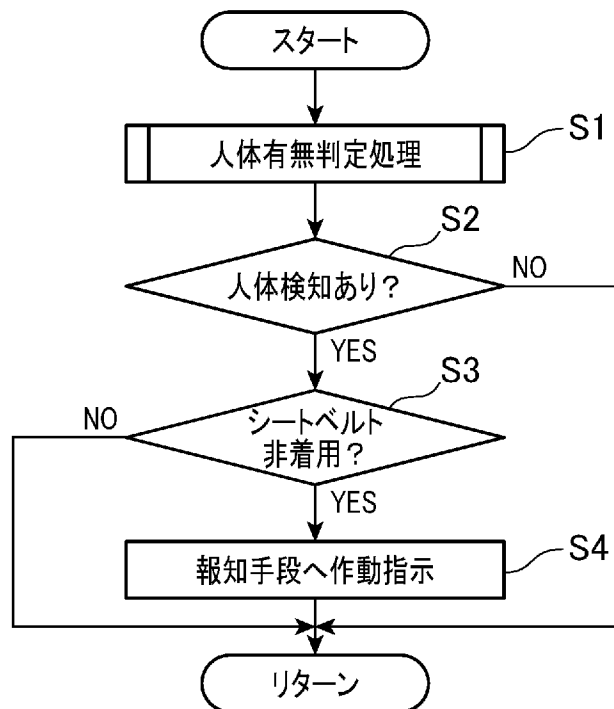 スタート
人体有無判定処理
S1
S2
人体検知あり？
NO
YES
S3
NO
シートベルト
非着用？
YES
報知手段へ作動指示
S4
リターン